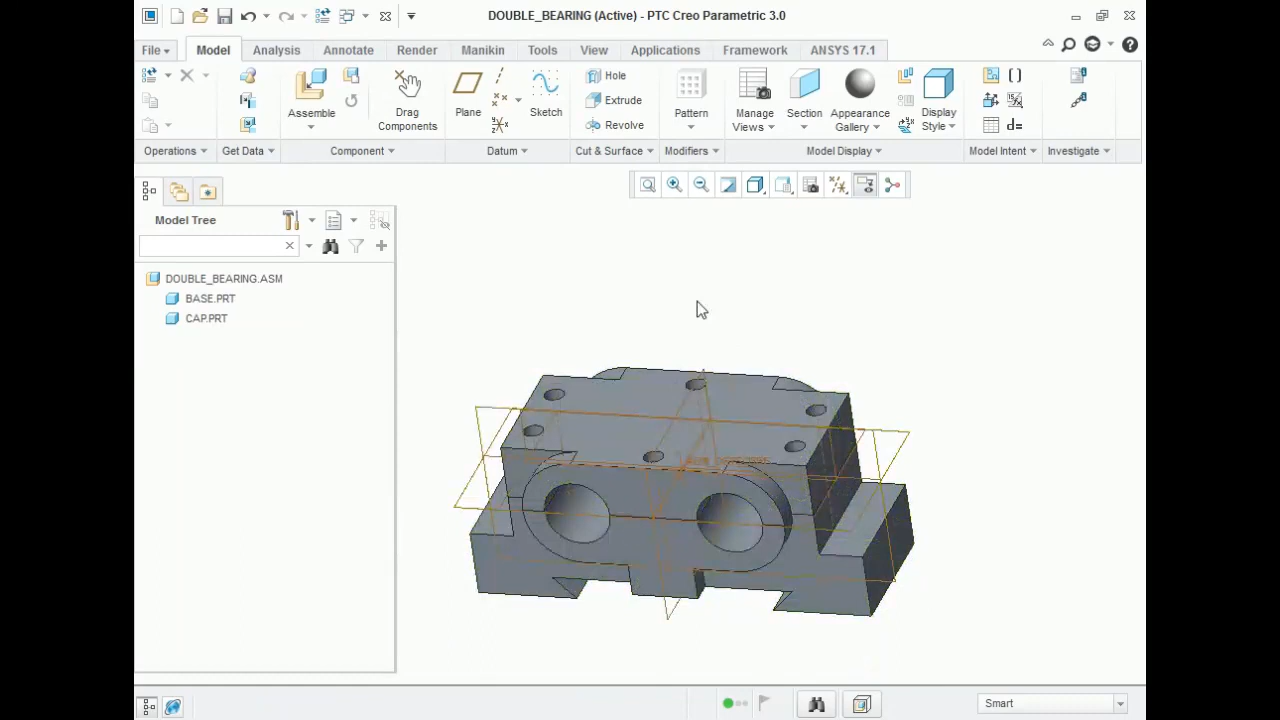 DOUBLE_BEARING (Active) - PTC Creo Parametric 3.0
File Model Analysis Annotate Render Manikin Tools View Applications Framework ANSYS 17.1
Assemble Drag Components Plane Sketch Hole Extrude Revolve Pattern Manage Views Section Appearance Gallery Display Style d=
Operations Get Data Component Datum Cut & Surface Modifiers Model Display Model Intent Investigate
Model Tree
DOUBLE_BEARING.ASM
BASE.PRT
CAP.PRT
Smart